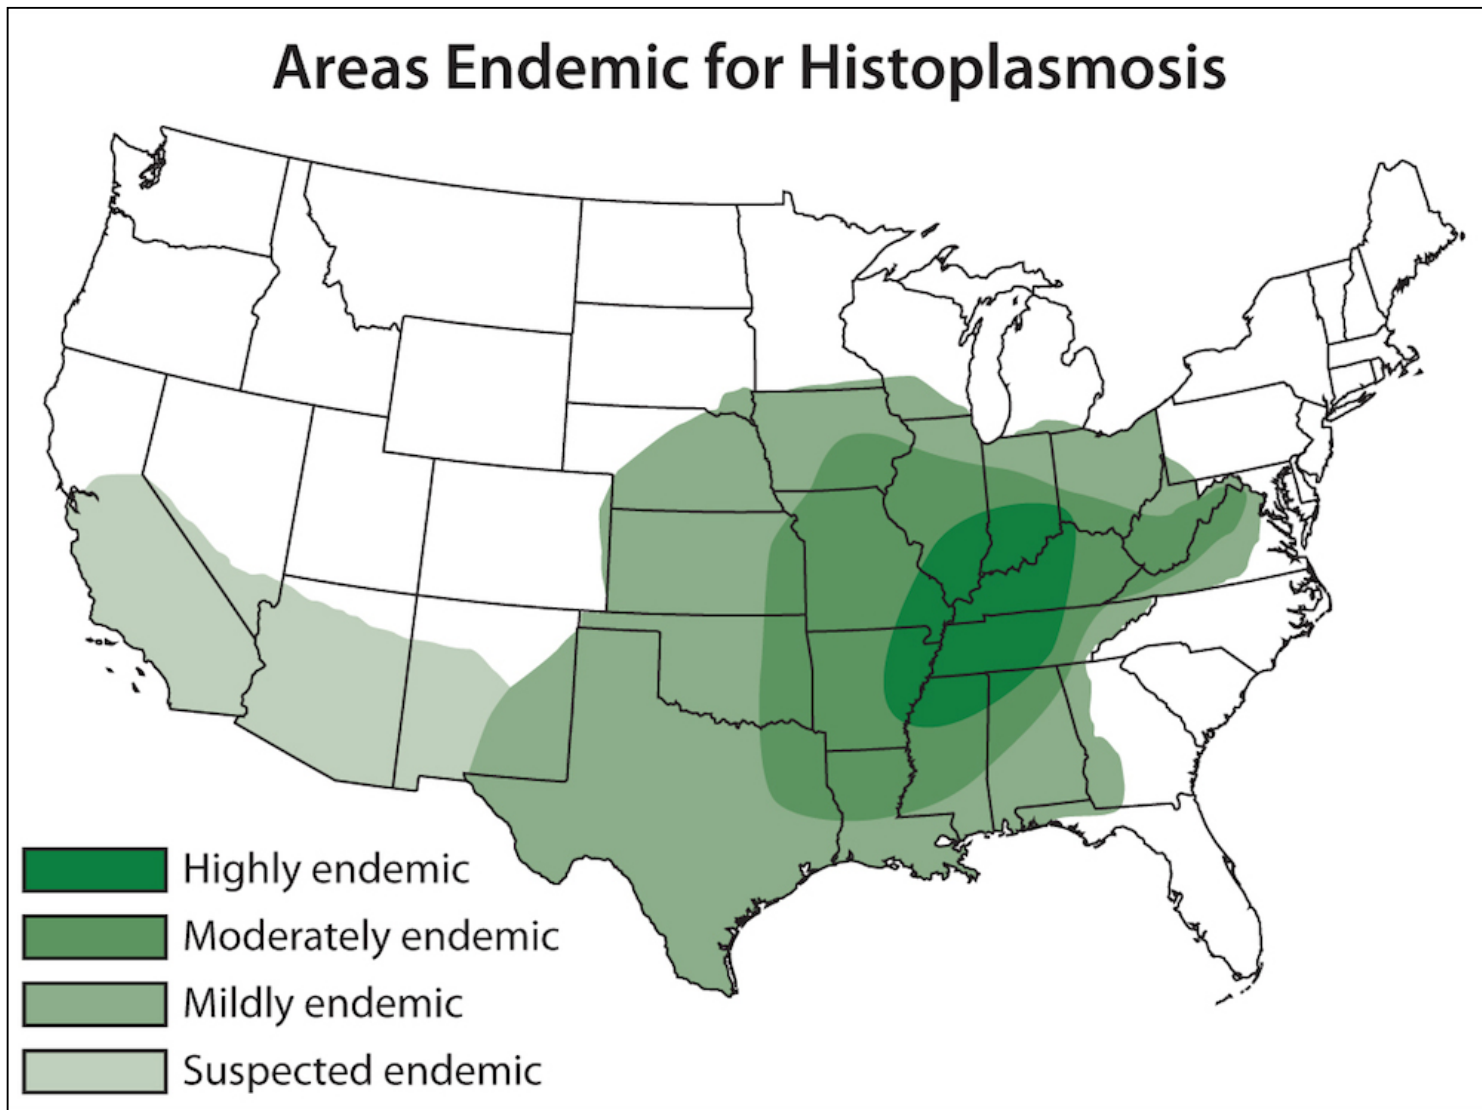 Areas Endemic for Histoplasmosis
Highly endemic
Moderately endemic
Mildly endemic
Suspected endemic